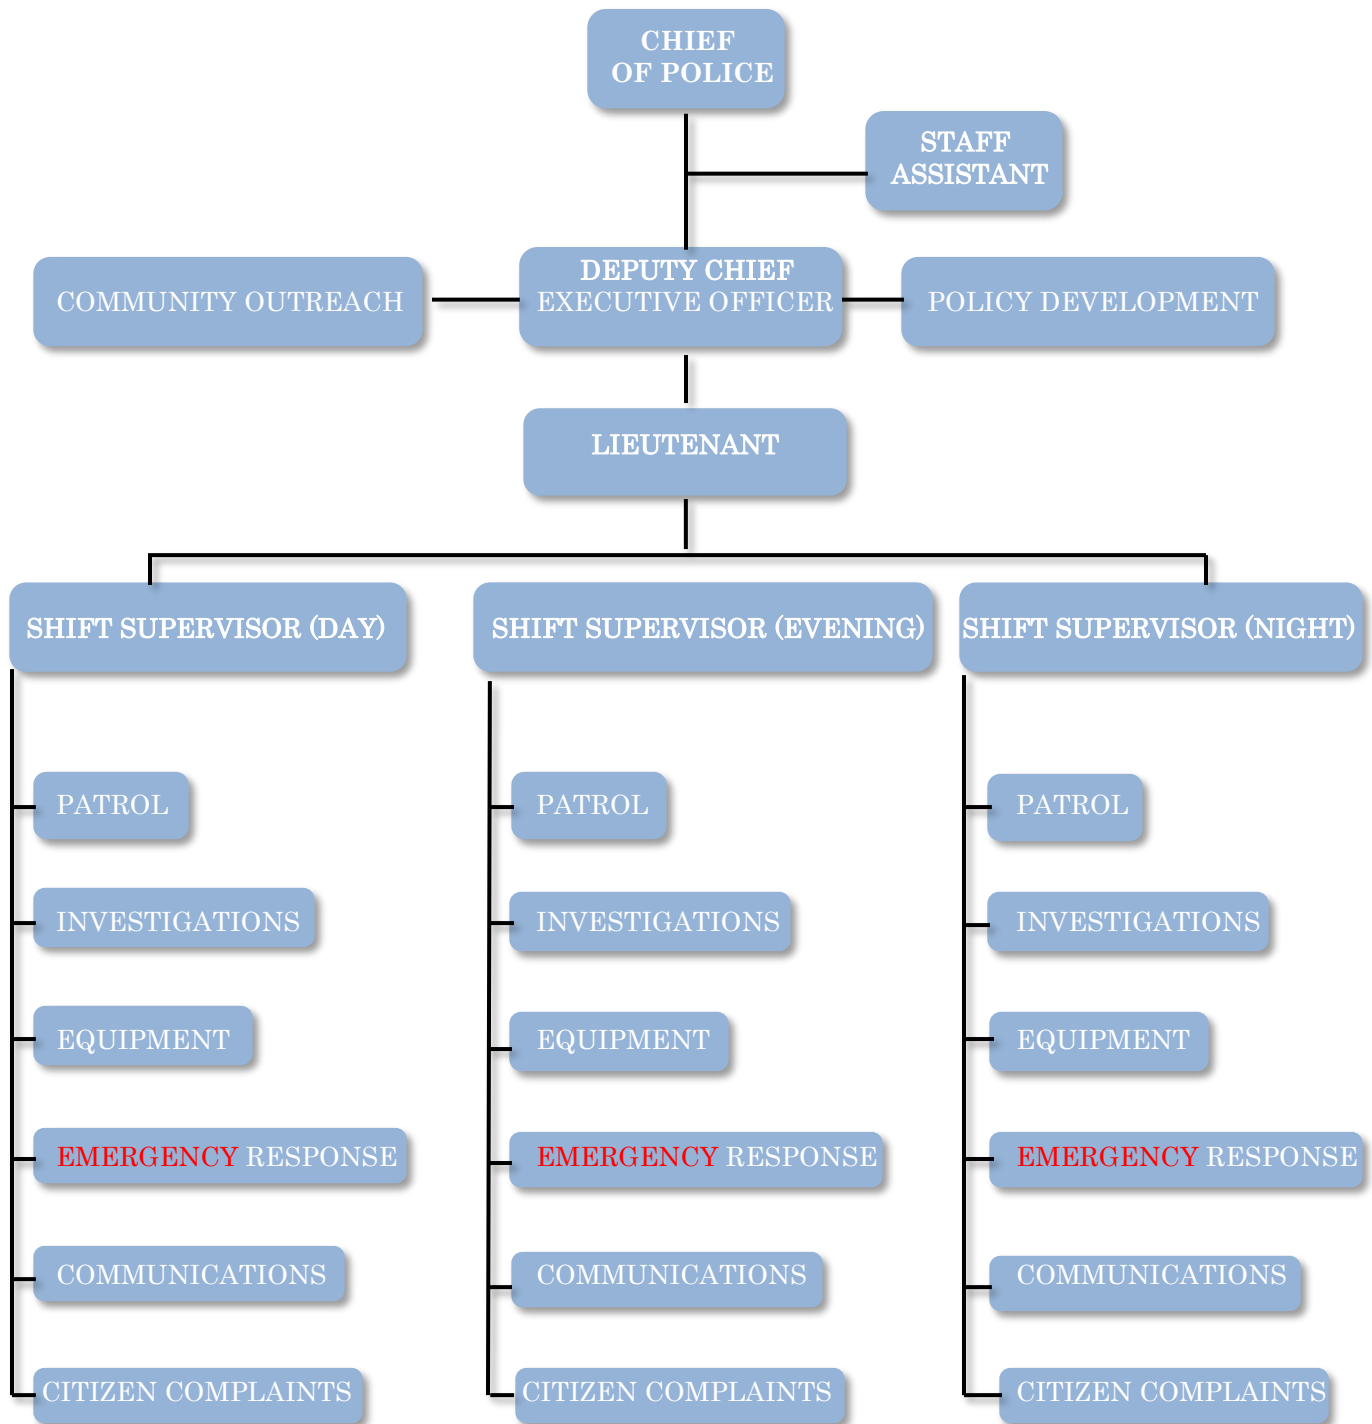 CHIEF
OF POLICE
STAFF
ASSISTANT
COMMUNITY OUTREACH
DEPUTY CHIEF
EXECUTIVE OFFICER
POLICY DEVELOPMENT
LIEUTENANT
SHIFT SUPERVISOR (DAY)
PATROL
INVESTIGATIONS
EQUIPMENT
EMERGENCY RESPONSE
COMMUNICATIONS
CITIZEN COMPLAINTS
SHIFT SUPERVISOR (EVENING)
PATROL
INVESTIGATIONS
EQUIPMENT
EMERGENCY RESPONSE
COMMUNICATIONS
CITIZEN COMPLAINTS
SHIFT SUPERVISOR (NIGHT)
PATROL
INVESTIGATIONS
EQUIPMENT
EMERGENCY RESPONSE
COMMUNICATIONS
CITIZEN COMPLAINTS